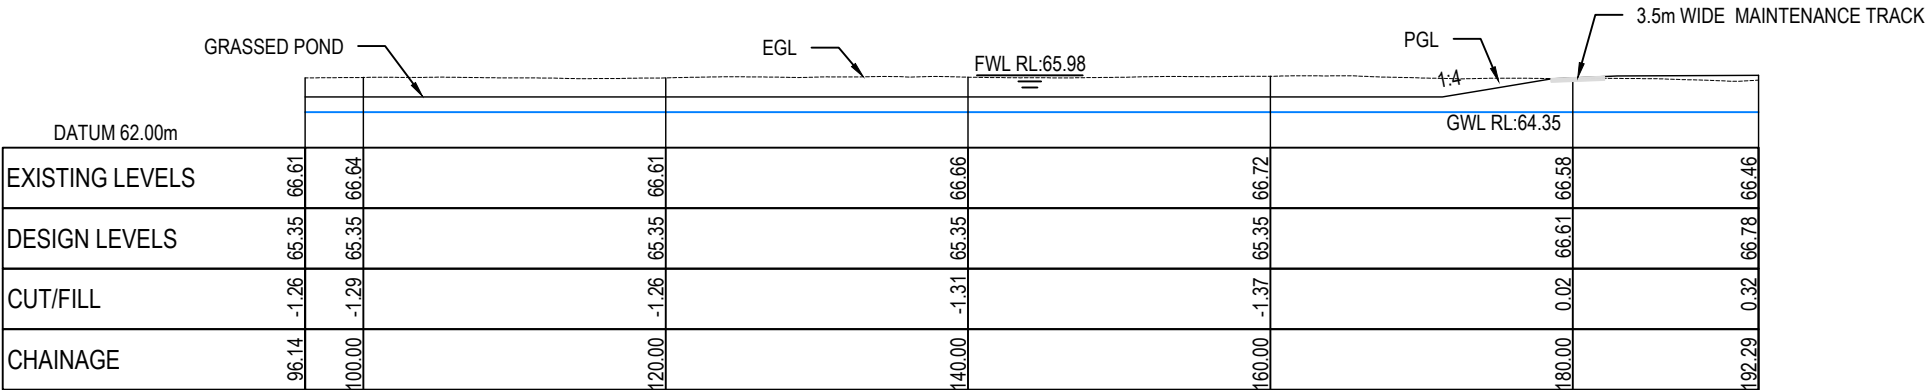 3.5m WIDE MAINTENANCE TRACK
GRASSED POND
EGL
PGL
FWL RL:65.98
1:4
GWL RL:64.35
DATUM 62.00m
EXISTING LEVELS 66.61 66.64 66.61 66.66 66.72 66.58 66.46
DESIGN LEVELS 65.35 65.35 65.35 65.35 65.35 66.61 66.78
CUT/FILL -1.26 -1.29 -1.26 -1.31 -1.37 0.02 0.32
CHAINAGE 96.14 100.00 120.00 140.00 160.00 180.00 192.29